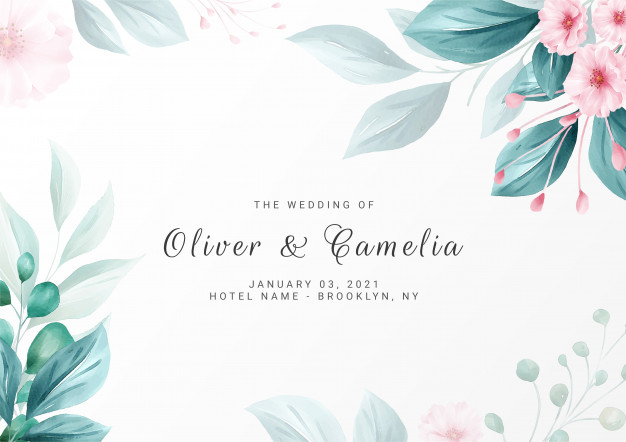 THE WEDDING OF
Oliver & Camelia
JANUARY 03, 2021
HOTEL NAME - BROOKLYN, NY